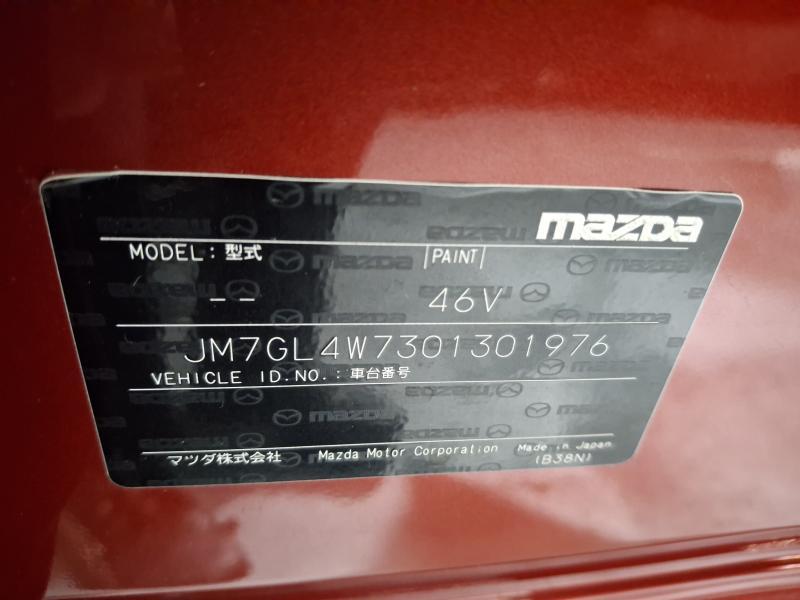 mazda
MODEL: 型式 PAINT
-- 46V
JM7GL4W7301301976
VEHICLE ID.NO.: 車台番号
マツダ株式会社 Mazda Motor Corporation Made in Japan
(B38N)